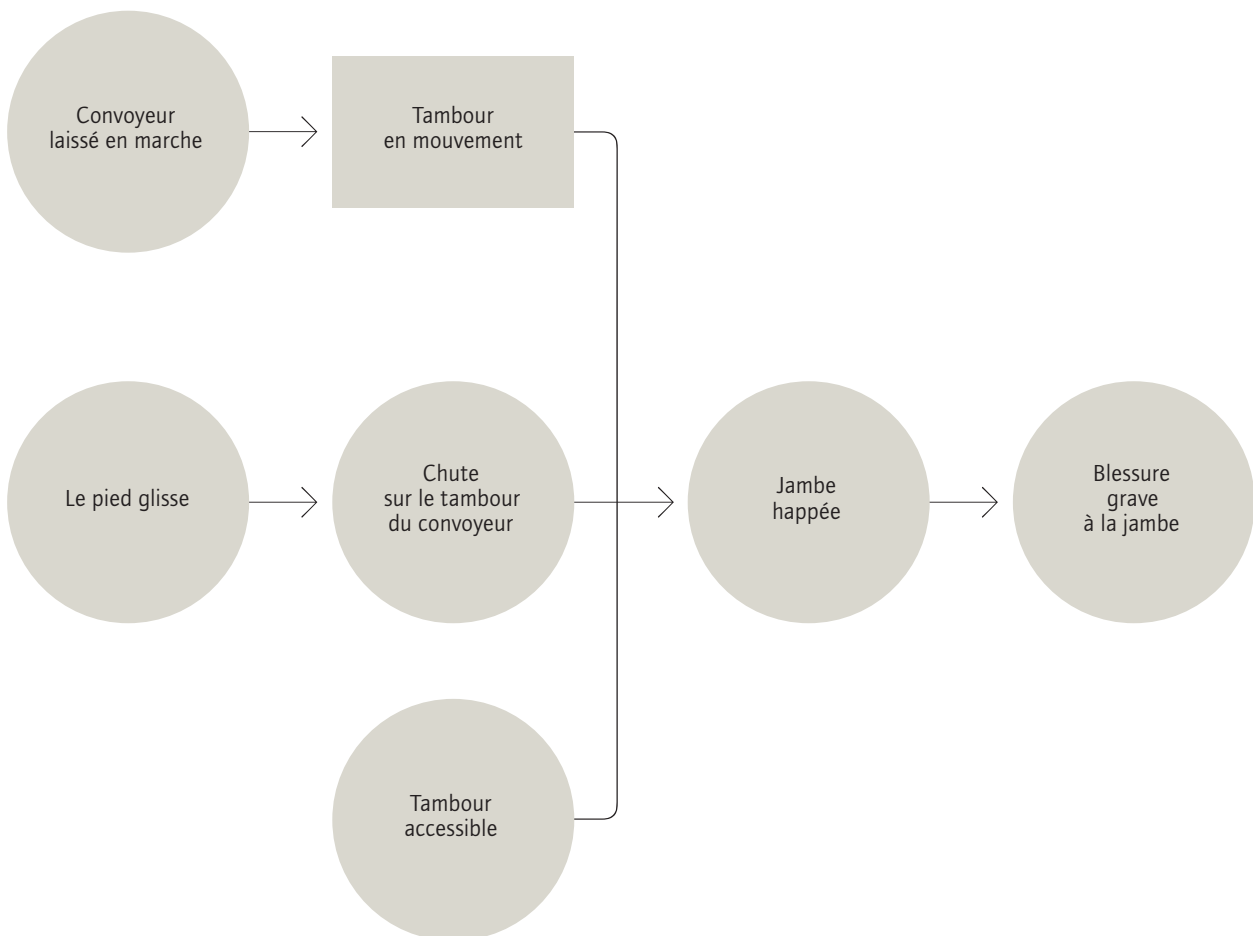 Convoyeur
laissé en marche
Tambour
en mouvement
Le pied glisse
Chute
sur le tambour
du convoyeur
Jambe
happée
Blessure
grave
à la jambe
Tambour
accessible